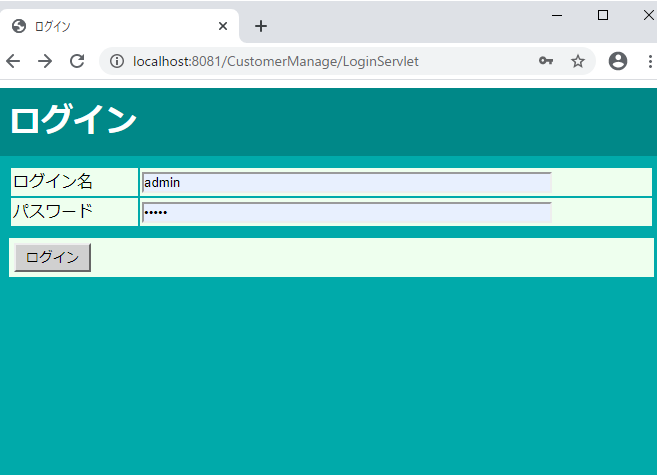 ログイン
localhost:8081/CustomerManage/LoginServlet
ログイン
ログイン名 admin
パスワード •••••
ログイン